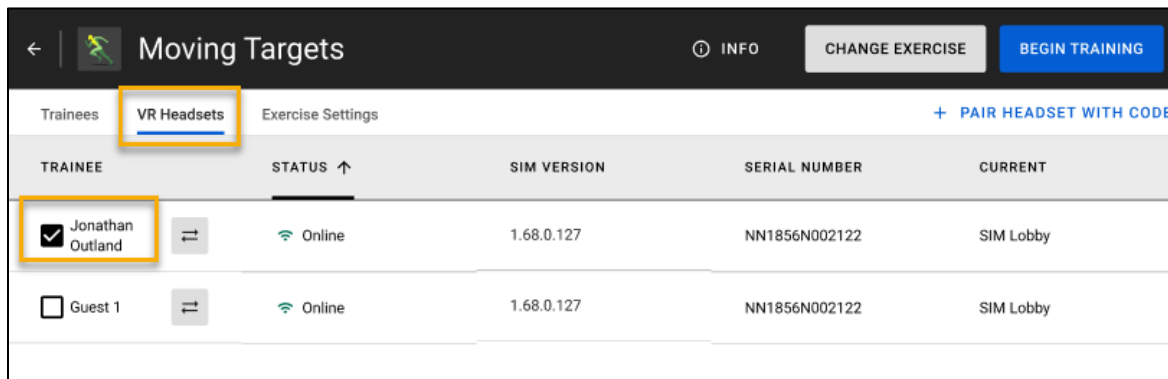 Moving Targets
INFO
CHANGE EXERCISE
BEGIN TRAINING
Trainees
VR Headsets
Exercise Settings
+ PAIR HEADSET WITH CODE
TRAINEE
STATUS ↑
SIM VERSION
SERIAL NUMBER
CURRENT
Jonathan
Outland
Online
1.68.0.127
NN1856N002122
SIM Lobby
Guest 1
Online
1.68.0.127
NN1856N002122
SIM Lobby